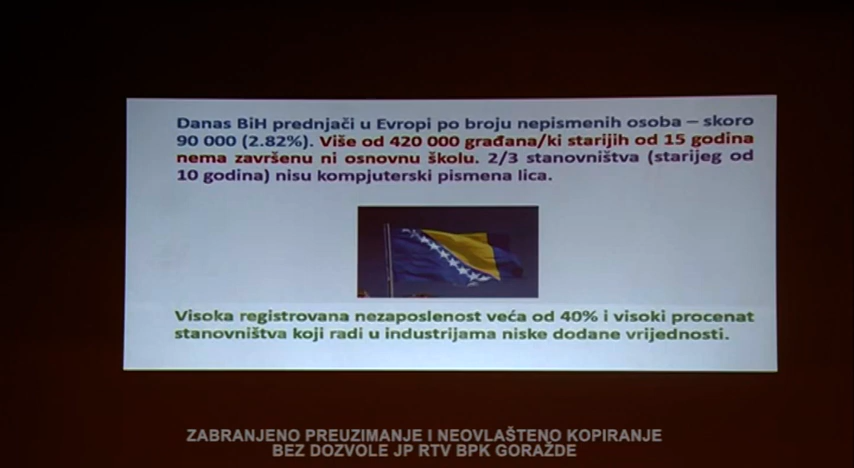 Danas BiH prednjači u Evropi po broju nepismenih osoba – skoro
90 000 (2.82%). Više od 420 000 građana/ki starijih od 15 godina
nema završenu ni osnovnu školu. 2/3 stanovništva (starijeg od
10 godina) nisu kompjuterski pismena lica.
Visoka registrovana nezaposlenost veća od 40% i visoki procenat
stanovništva koji radi u industrijama niske dodane vrijednosti.
ZABRANJENO PREUZIMANJE I NEOVLAŠTENO KOPIRANJE
BEZ DOZVOLE JP RTV BPK GORAŽDE